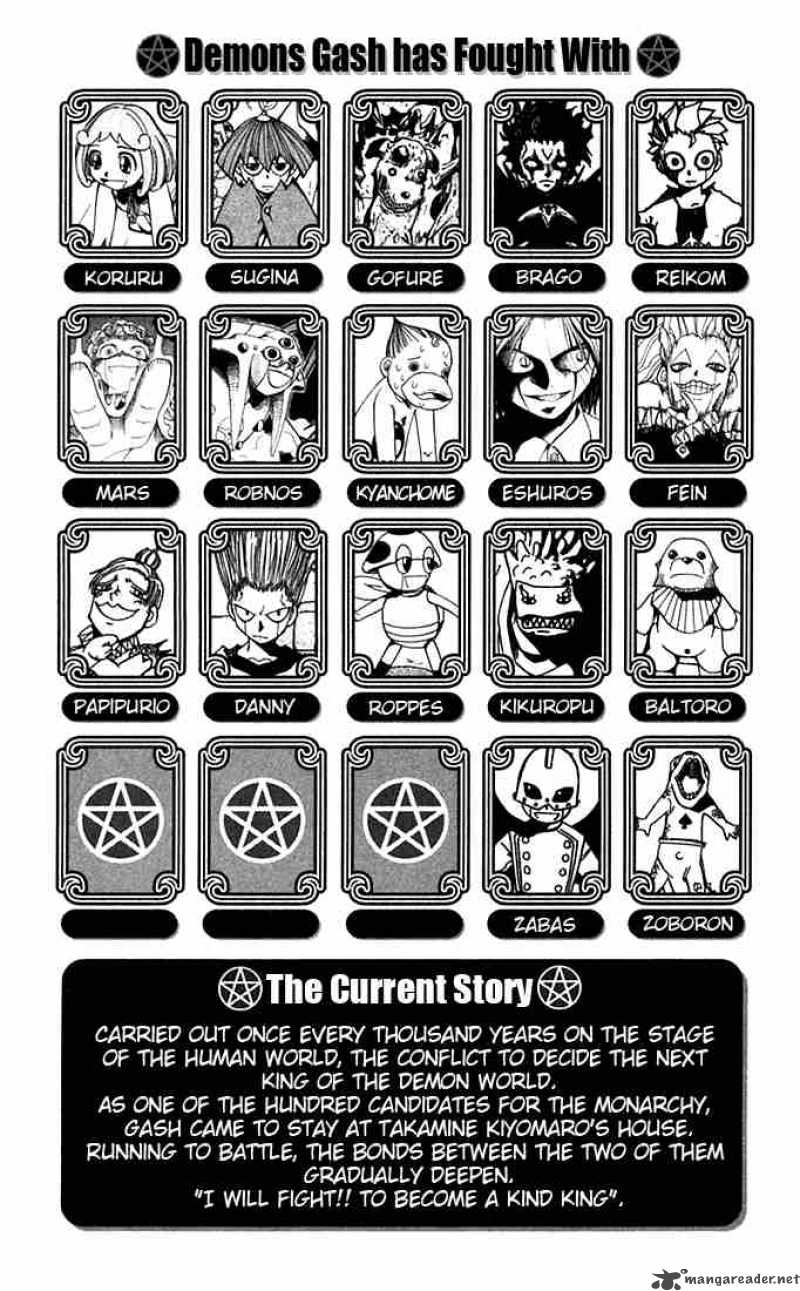 Demons Gash has Fought With
KORURU SUGINA GOFURE BRAGO REIKOM
MARS ROBNOS KYANCHOME ESHUROS FEIN
PAPIPURIO DANNY ROPPES KIKUROPU BALTORO
ZABAS ZOBORON
The Current Story
CARRIED OUT ONCE EVERY THOUSAND YEARS ON THE STAGE
OF THE HUMAN WORLD, THE CONFLICT TO DECIDE THE NEXT
KING OF THE DEMON WORLD.
AS ONE OF THE HUNDRED CANDIDATES FOR THE MONARCHY,
GASH CAME TO STAY AT TAKAMINE KIYOMARO'S HOUSE.
RUNNING TO BATTLE, THE BONDS BETWEEN THE TWO OF THEM
GRADUALLY DEEPEN.
"I WILL FIGHT!! TO BECOME A KIND KING".
mangareader.net